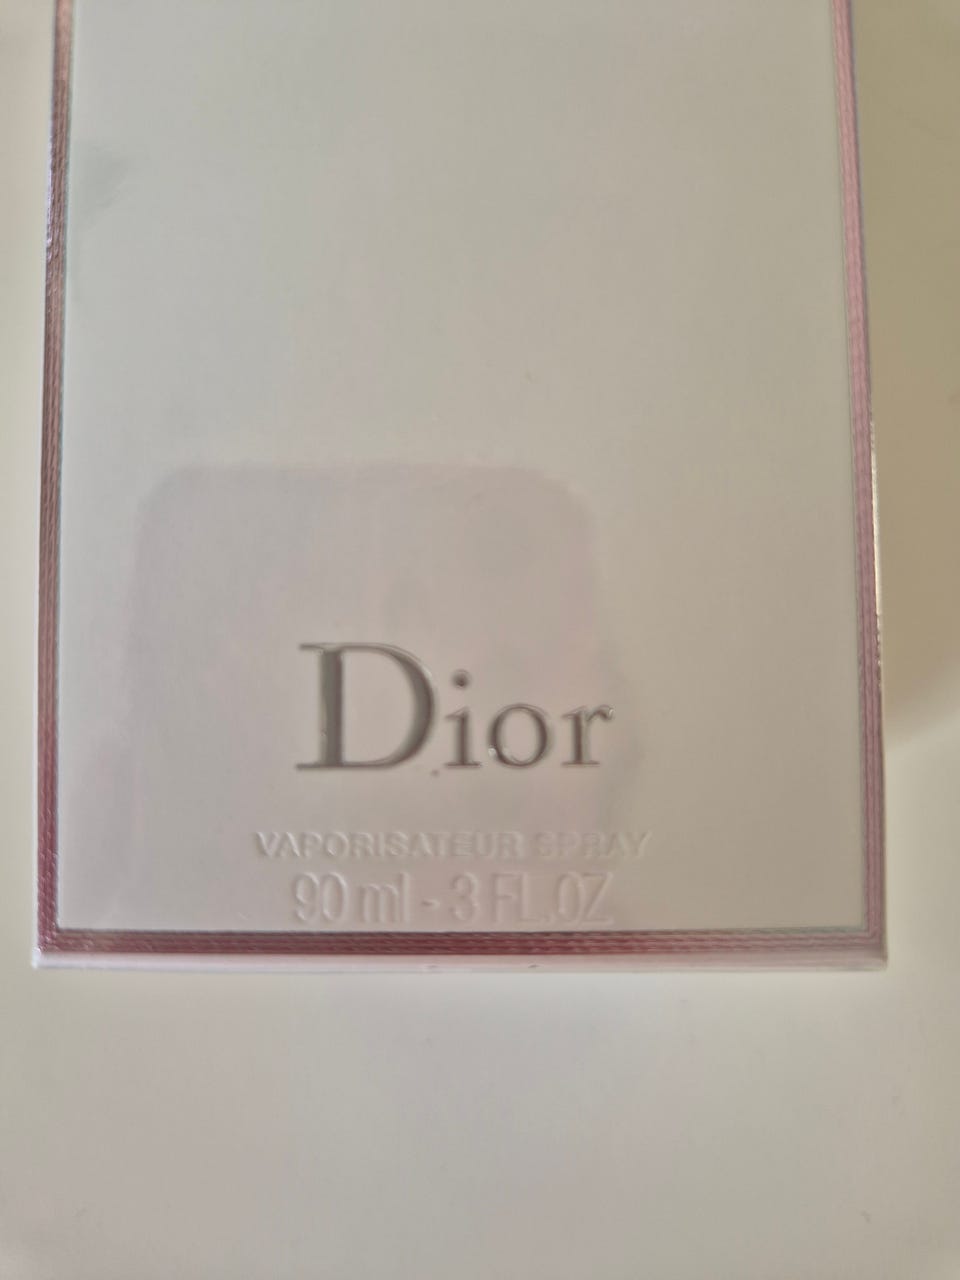 Dior
VAPORISATEUR SPRAY
90 ml - 3 FL.OZ